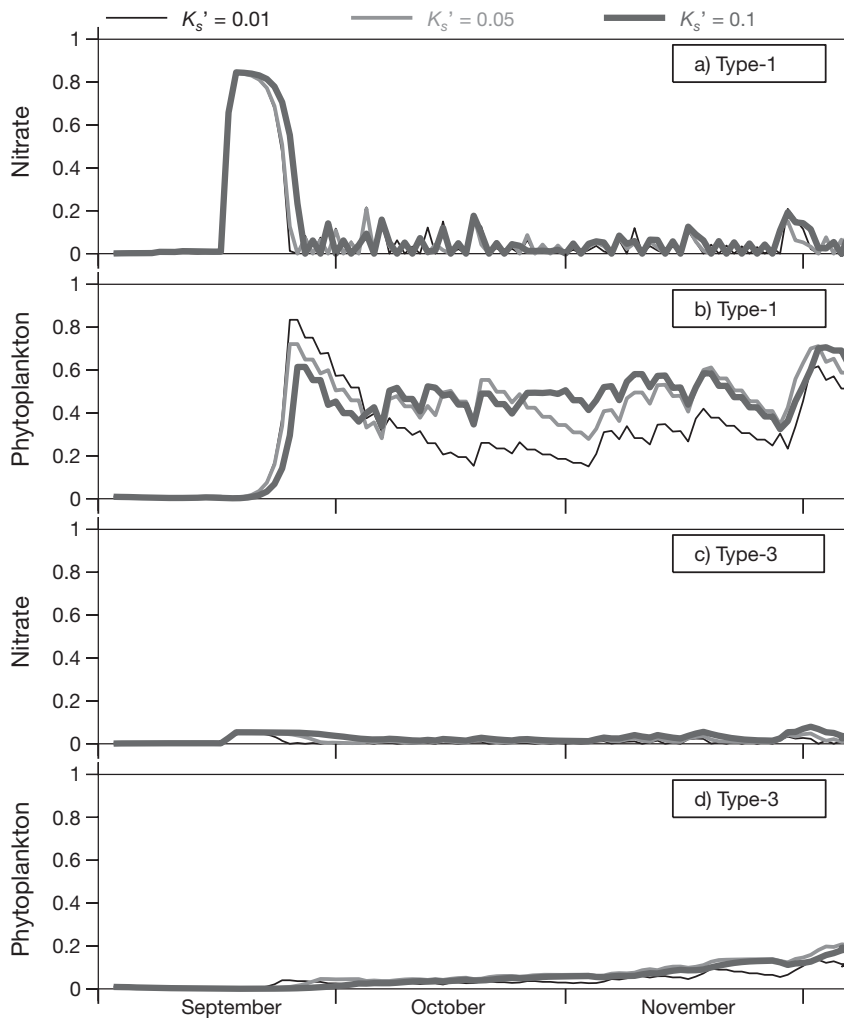 Kₛ’ = 0.01 Kₛ’ = 0.05 Kₛ’ = 0.1
1
0.8
0.6
0.4
0.2
0
Nitrate
a) Type-1
1
0.8
0.6
0.4
0.2
0
Phytoplankton
b) Type-1
1
0.8
0.6
0.4
0.2
0
Nitrate
c) Type-3
1
0.8
0.6
0.4
0.2
0
Phytoplankton
d) Type-3
September October November